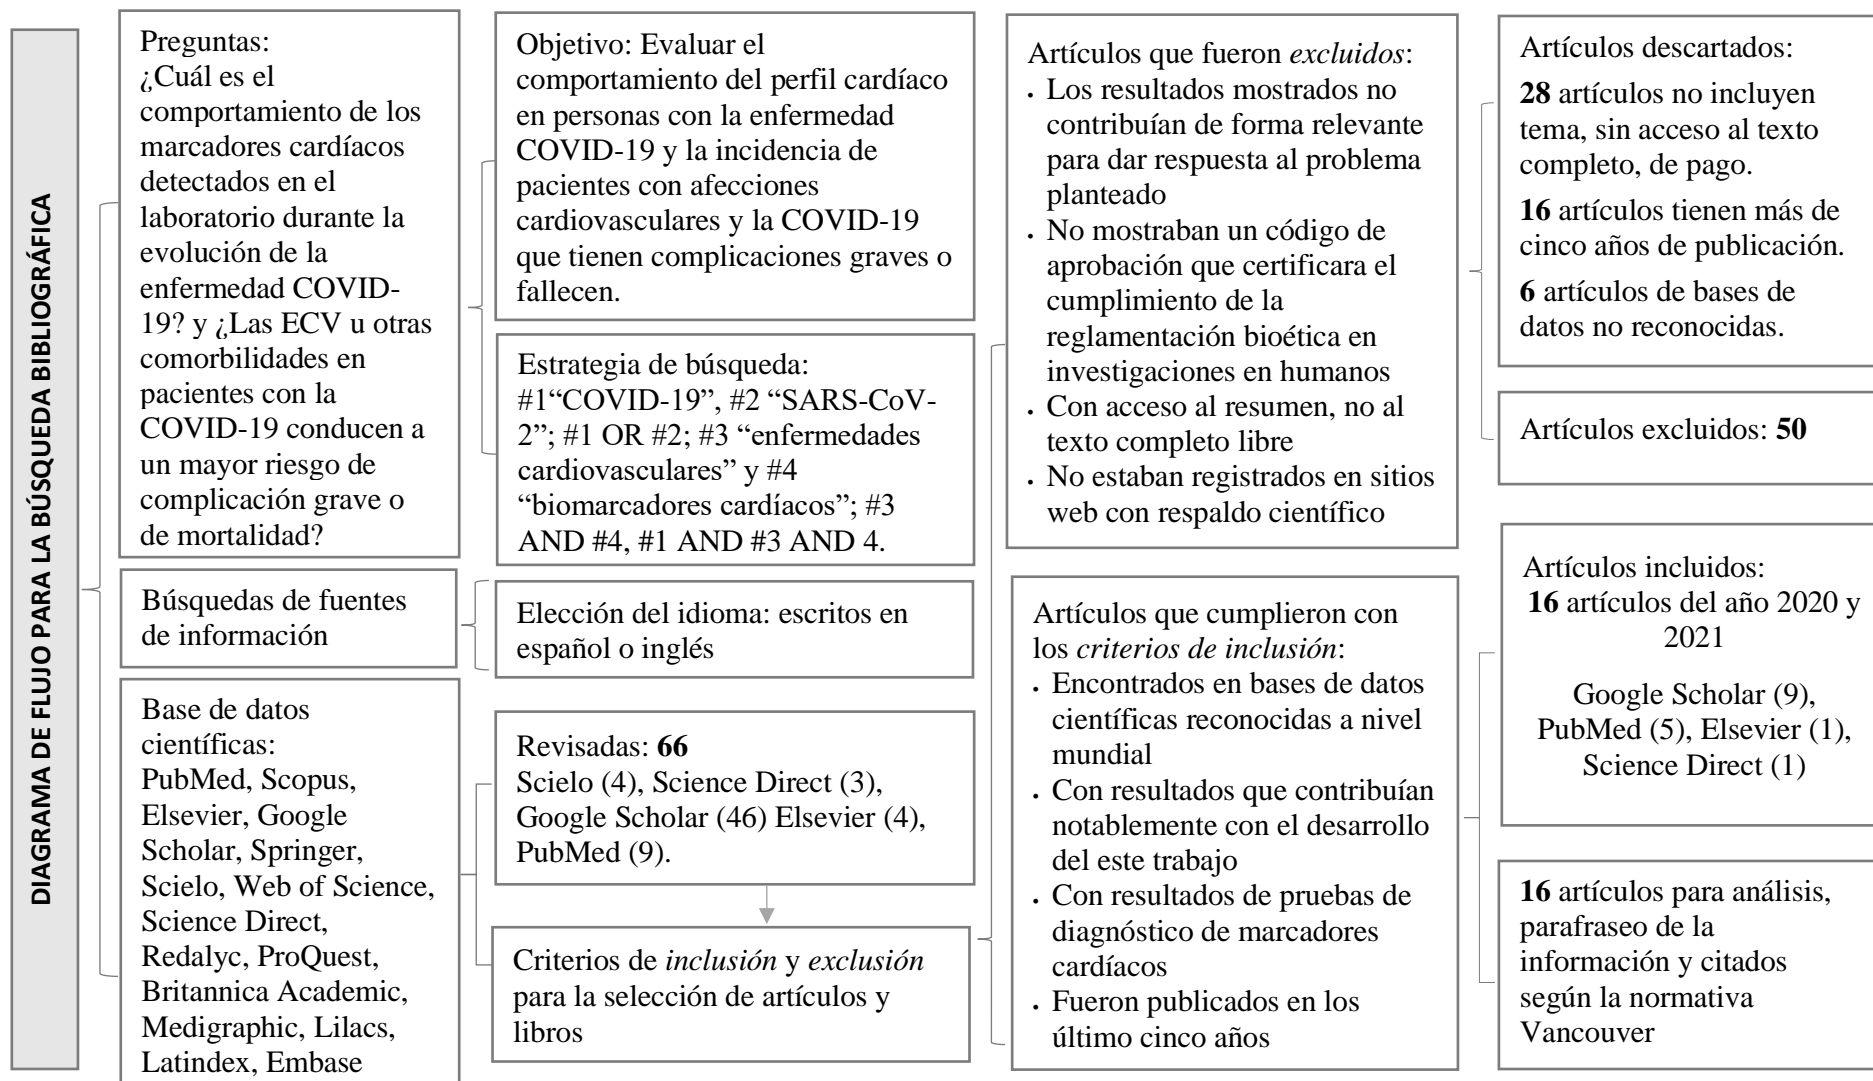 DIAGRAMA DE FLUJO PARA LA BÚSQUEDA BIBLIOGRÁFICA
Preguntas:
¿Cuál es el
comportamiento de los
marcadores cardíacos
detectados en el
laboratorio durante la
evolución de la
enfermedad COVID-
19? y ¿Las ECV u otras
comorbilidades en
pacientes con la
COVID-19 conducen a
un mayor riesgo de
complicación grave o
de mortalidad?
Búsquedas de fuentes
de información
Base de datos
científicas:
PubMed, Scopus,
Elsevier, Google
Scholar, Springer,
Scielo, Web of Science,
Science Direct,
Redalyc, ProQuest,
Britannica Academic,
Medigraphic, Lilacs,
Latindex, Embase
Objetivo: Evaluar el
comportamiento del perfil cardíaco
en personas con la enfermedad
COVID-19 y la incidencia de
pacientes con afecciones
cardiovasculares y la COVID-19
que tienen complicaciones graves o
fallecen.
Estrategia de búsqueda:
#1“COVID-19”, #2 “SARS-CoV-
2”; #1 OR #2; #3 “enfermedades
cardiovasculares” y #4
“biomarcadores cardíacos”; #3
AND #4, #1 AND #3 AND 4.
Elección del idioma: escritos en
español o inglés
Revisadas: 66
Scielo (4), Science Direct (3),
Google Scholar (46) Elsevier (4),
PubMed (9).
Criterios de inclusión y exclusión
para la selección de artículos y
libros
Artículos que fueron excluidos:
• Los resultados mostrados no
contribuían de forma relevante
para dar respuesta al problema
planteado
• No mostraban un código de
aprobación que certificara el
cumplimiento de la
reglamentación bioética en
investigaciones en humanos
• Con acceso al resumen, no al
texto completo libre
• No estaban registrados en sitios
web con respaldo científico
Artículos que cumplieron con
los criterios de inclusión:
• Encontrados en bases de datos
científicas reconocidas a nivel
mundial
• Con resultados que contribuían
notablemente con el desarrollo
del este trabajo
• Con resultados de pruebas de
diagnóstico de marcadores
cardíacos
• Fueron publicados en los
último cinco años
Artículos descartados:
28 artículos no incluyen
tema, sin acceso al texto
completo, de pago.
16 artículos tienen más de
cinco años de publicación.
6 artículos de bases de
datos no reconocidas.
Artículos excluidos: 50
Artículos incluidos:
16 artículos del año 2020 y
2021
Google Scholar (9),
PubMed (5), Elsevier (1),
Science Direct (1)
16 artículos para análisis,
parafraseo de la
información y citados
según la normativa
Vancouver